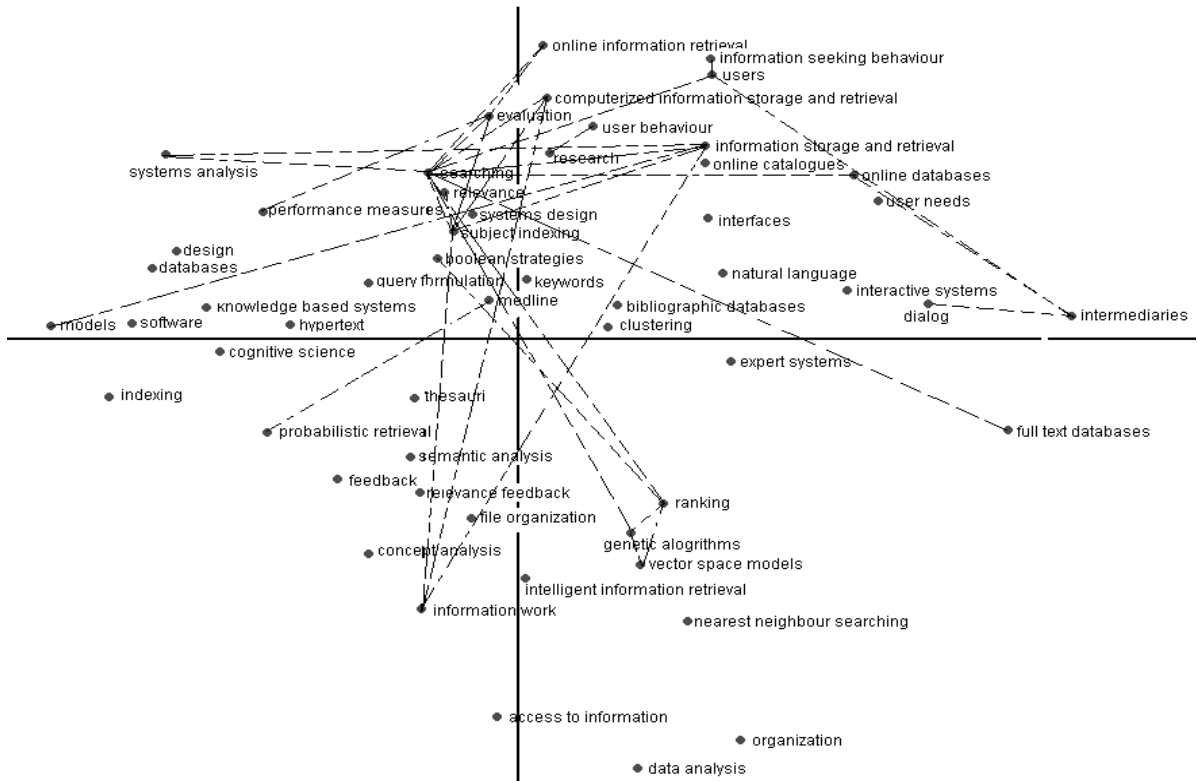 online information retrieval
information seeking behaviour
users
computerized information storage and retrieval
evaluation
user behaviour
information storage and retrieval
research
online catalogues
systems analysis
searching
online databases
relevance
user needs
performance measures
systems design
interfaces
subject indexing
design
boolean strategies
databases
natural language
query formulation
keywords
interactive systems
medline
knowledge based systems
bibliographic databases
dialog
intermediaries
models
software
hypertext
clustering
cognitive science
expert systems
indexing
thesauri
probabilistic retrieval
full text databases
semantic analysis
feedback
relevance feedback
ranking
file organization
genetic alogrithms
concept analysis
vector space models
intelligent information retrieval
information work
nearest neighbour searching
access to information
organization
data analysis